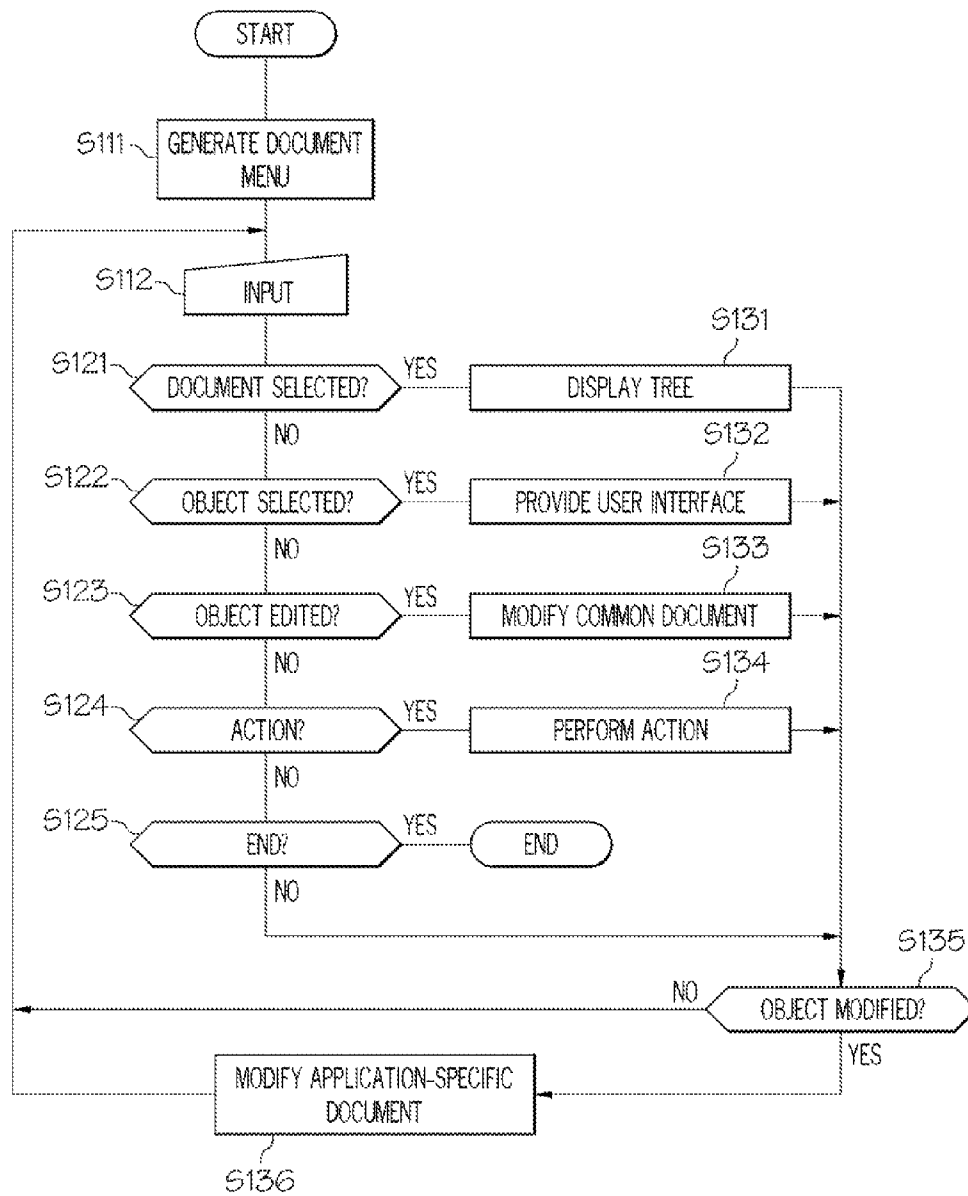 START
S111
GENERATE DOCUMENT
MENU
S112
INPUT
S121
DOCUMENT SELECTED?
YES
S131
DISPLAY TREE
NO
S122
OBJECT SELECTED?
YES
S132
PROVIDE USER INTERFACE
NO
S123
OBJECT EDITED?
YES
S133
MODIFY COMMON DOCUMENT
NO
S124
ACTION?
YES
S134
PERFORM ACTION
NO
S125
END?
YES
END
NO
S135
NO
OBJECT MODIFIED?
YES
MODIFY APPLICATION-SPECIFIC
DOCUMENT
S136